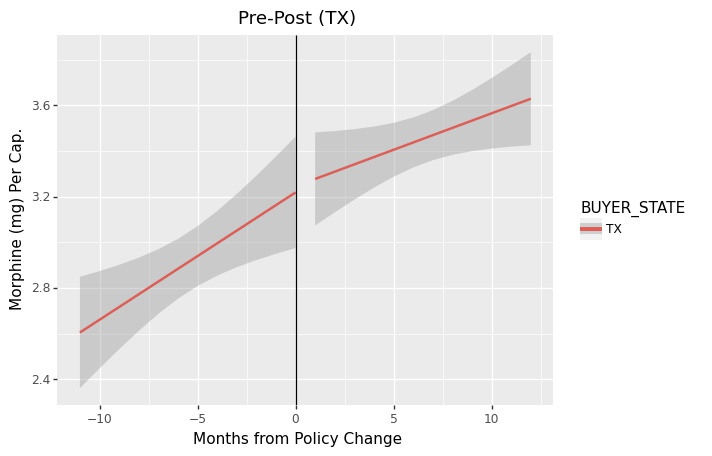 Pre-Post (TX)
Morphine (mg) Per Cap.
3.6
3.2
2.8
2.4
−10
−5
0
5
10
Months from Policy Change
BUYER_STATE
TX